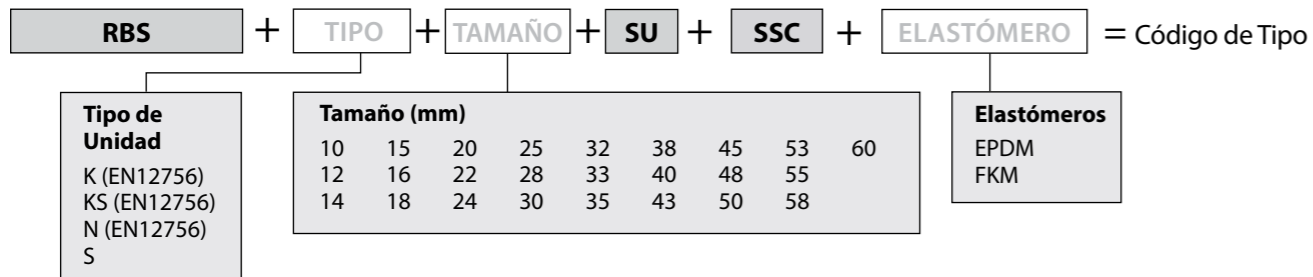 RBS + TIPO + TAMAÑO + SU + SSC + ELASTÓMERO = Código de Tipo
Tipo de
Unidad
K (EN12756)
KS (EN12756)
N (EN12756)
S
Tamaño (mm)
10 15 20 25 32 38 45 53 60
12 16 22 28 33 40 48 55
14 18 24 30 35 43 50 58
Elastómeros
EPDM
FKM